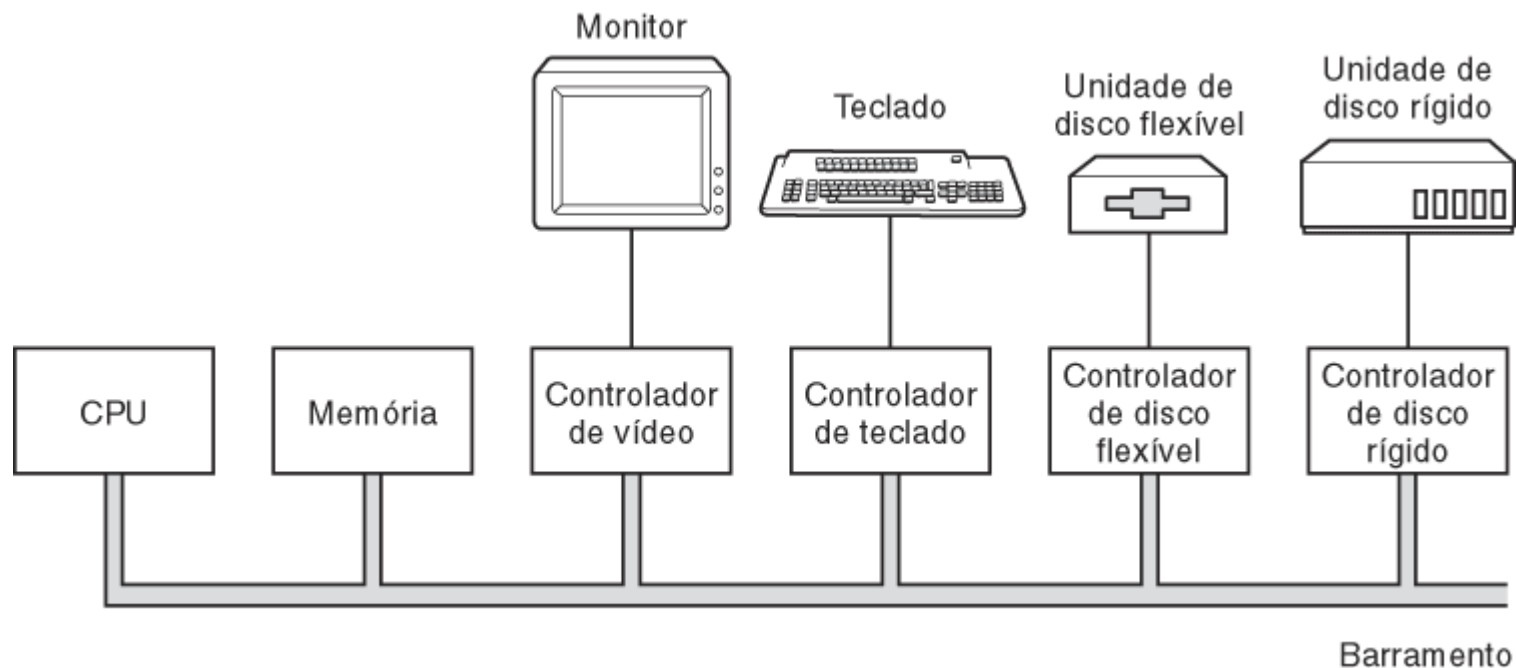 Monitor
Teclado
Unidade de
disco flexível
Unidade de
disco rígido
CPU
Memória
Controlador
de vídeo
Controlador
de teclado
Controlador
de disco
flexível
Controlador
de disco
rígido
Barramento